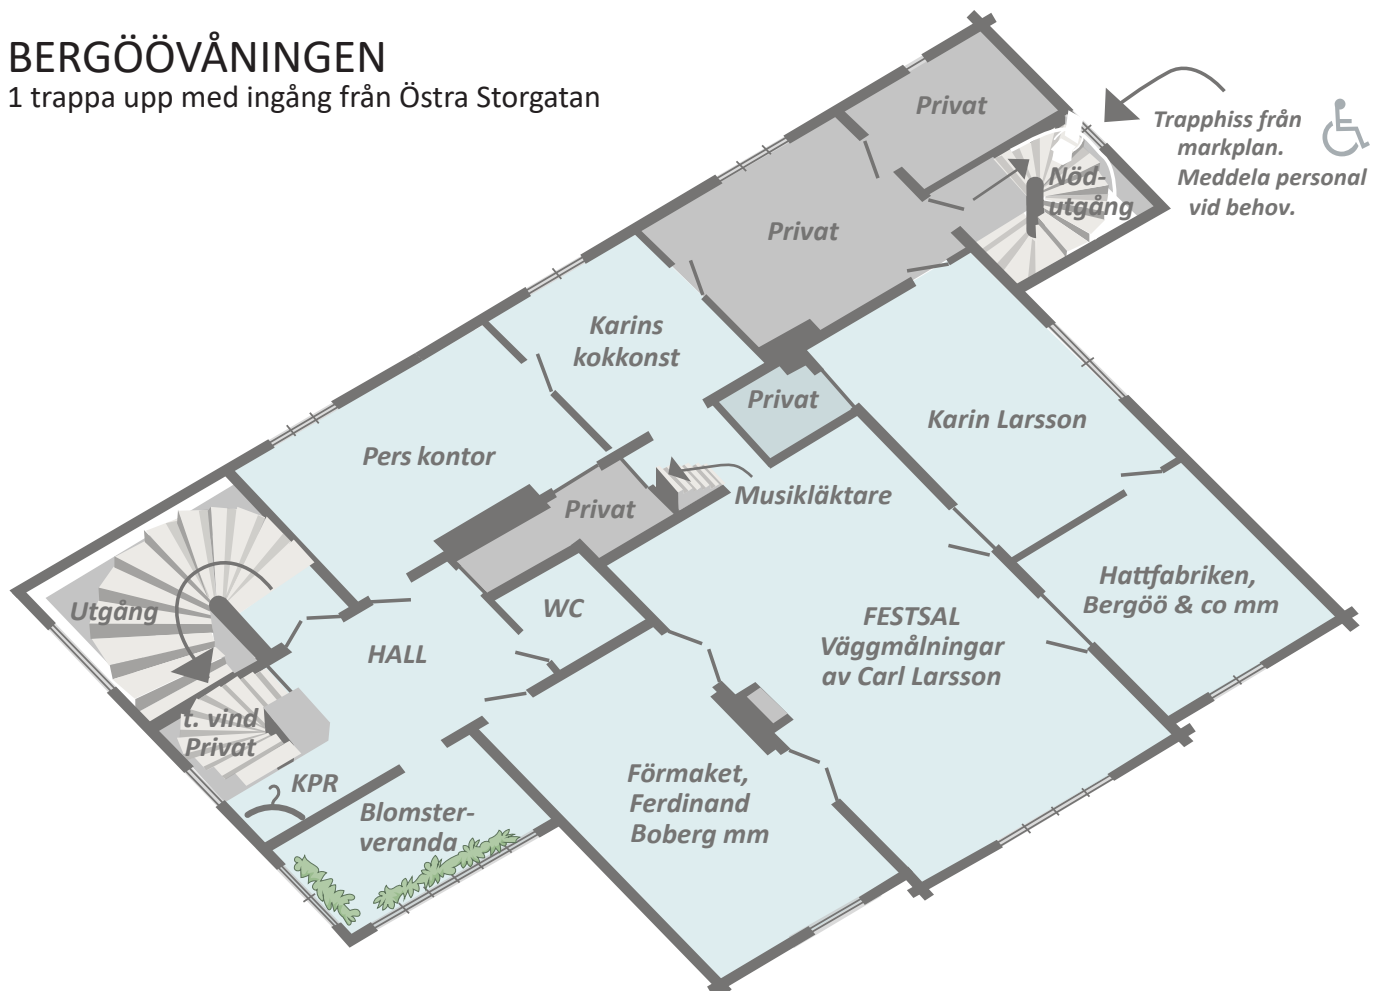 BERGÖÖVÅNINGEN
1 trappa upp med ingång från Östra Storgatan
Privat
Trapphiss från
markplan.
Meddela personal
vid behov.
Nöd-
utgång
Privat
Karins
kokkonst
Privat
Karin Larsson
Pers kontor
Musikläktare
Privat
Hattfabriken,
Bergöö & co mm
Utgång
WC
HALL
FESTSAL
Väggmålningar
av Carl Larsson
t. vind
Privat
KPR
Förmaket,
Ferdinand
Boberg mm
Blomster-
veranda